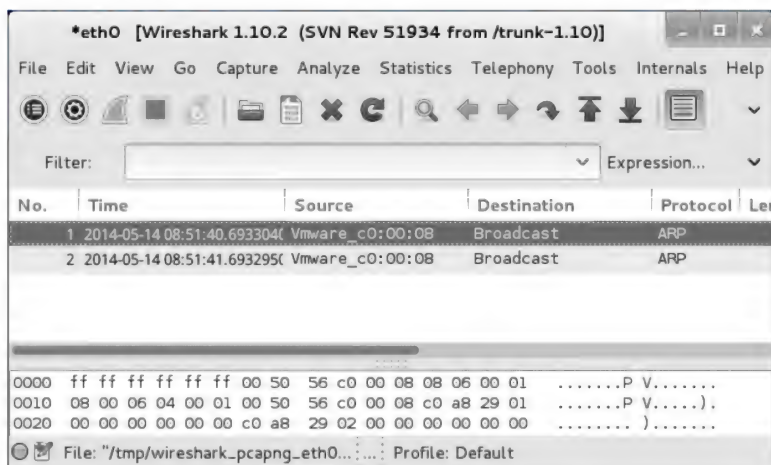 *eth0 [Wireshark 1.10.2 (SVN Rev 51934 from /trunk-1.10)]
File Edit View Go Capture Analyze Statistics Telephony Tools Internals Help
Filter: Expression...
No. Time Source Destination Protocol Le
1 2014-05-14 08:51:40.693304( Vmware_c0:00:08 Broadcast ARP
2 2014-05-14 08:51:41.693295( Vmware_c0:00:08 Broadcast ARP
0000 ff ff ff ff ff ff 00 50 56 c0 00 08 08 06 00 01 .......P V.......
0010 08 00 06 04 00 01 00 50 56 c0 00 08 c0 a8 29 01 .......P V.....).
0020 00 00 00 00 00 00 c0 a8 29 02 00 00 00 00 00 00 ........ ).......
File: "/tmp/wireshark_pcapng_eth0... ... Profile: Default